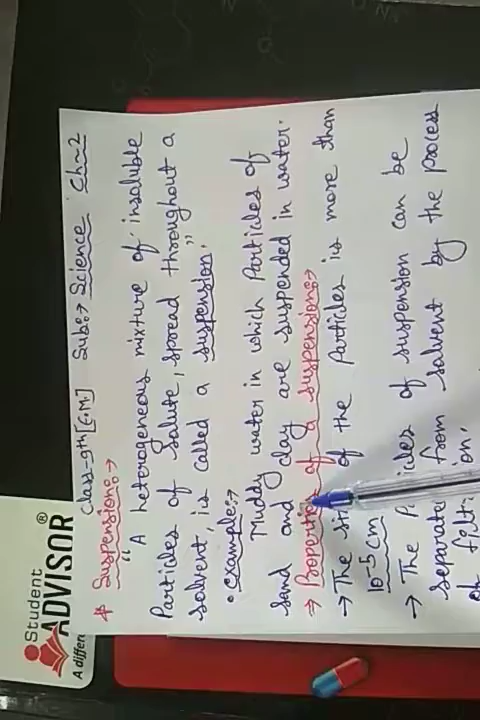 Student
ADVISOR®
A differe
Class-9th [E.M.] Sub:→ Science Ch~2
* Suspension:→
" A heterogeneous mixture of insoluble
Particles of solute, spread throughout a
solvent, is called a suspension."
• example:→
Muddy water in which Particles of
Sand and clay are suspended in water.
→ Properties of a suspension:→
→ The of the Particles is more than
10⁻⁵ cm
→ The of suspension can be
separate from solvent by the process
of